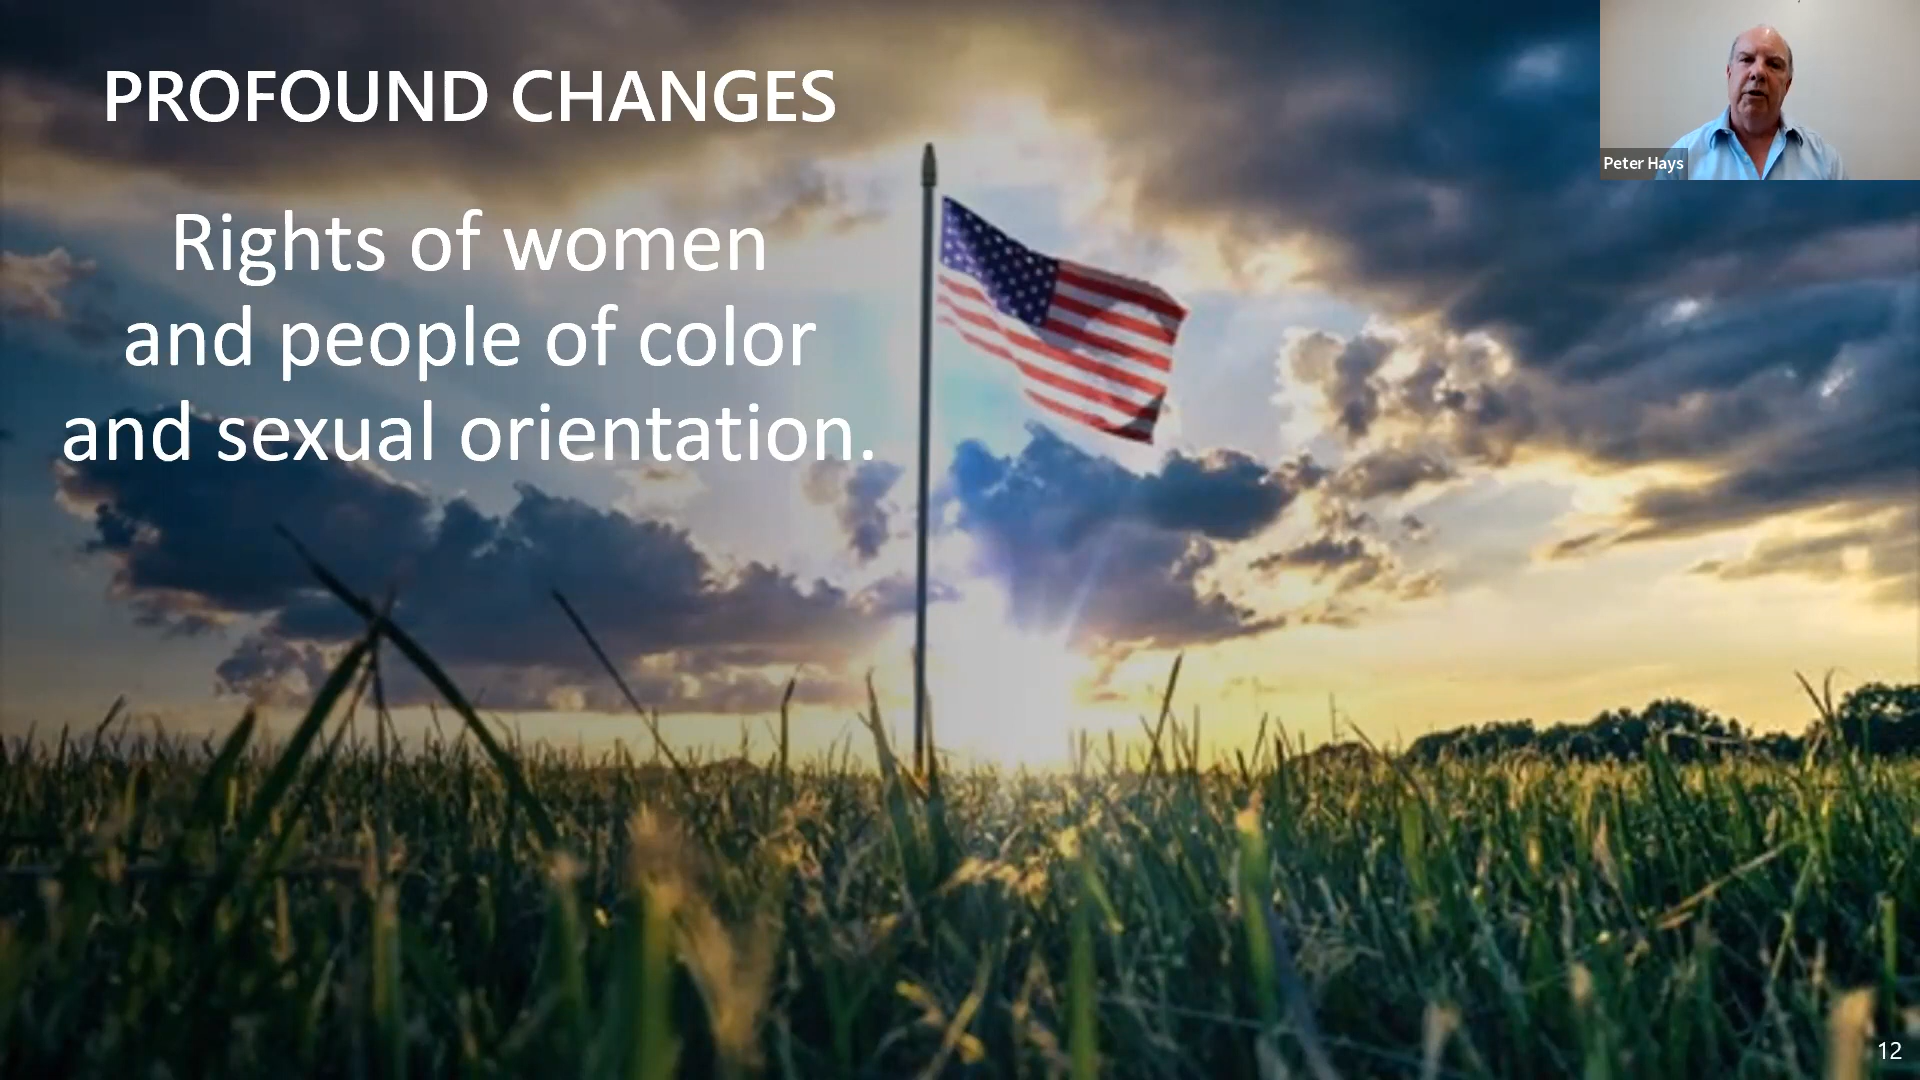 PROFOUND CHANGES
Rights of women
and people of color
and sexual orientation.
Peter Hays
12